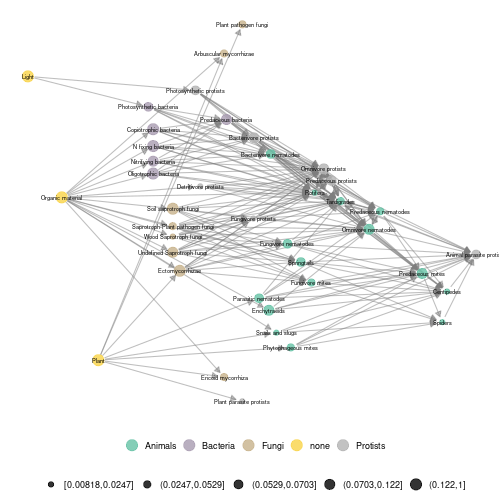 Plant pathogen fungi
Arbuscular mycorrhizae
Light
Photosynthetic protists
Photosynthetic bacteria
Predaceous bacteria
Copiotrophic bacteria
Bacterivore protists
N fixing bacteria
Bacterivore nematodes
Nitrifying bacteria
Omnivore protists
Oligotrophic bacteria
Predaceous protists
Detritivore protists
Rotifers
Organic material
Tardigrades
Soil saprotroph fungi
Predaceous nematodes
Fungivore protists
Saprotroph-Plant pathogen fungi
Omnivore nematodes
Wood Saprotroph fungi
Fungivore nematodes
Undefined Saprotroph fungi
Animal parasite protis
Springtails
Ectomycorrhizae
Predaceous mites
Fungivore mites
Centipedes
Parasitic nematodes
Enchytraeids
Spiders
Snails and slugs
Phytophagous mites
Plant
Ericoid mycorrhiza
Plant parasite protists
Animals Bacteria Fungi none Protists
[0.00818,0.0247] (0.0247,0.0529] (0.0529,0.0703] (0.0703,0.122] (0.122,1]